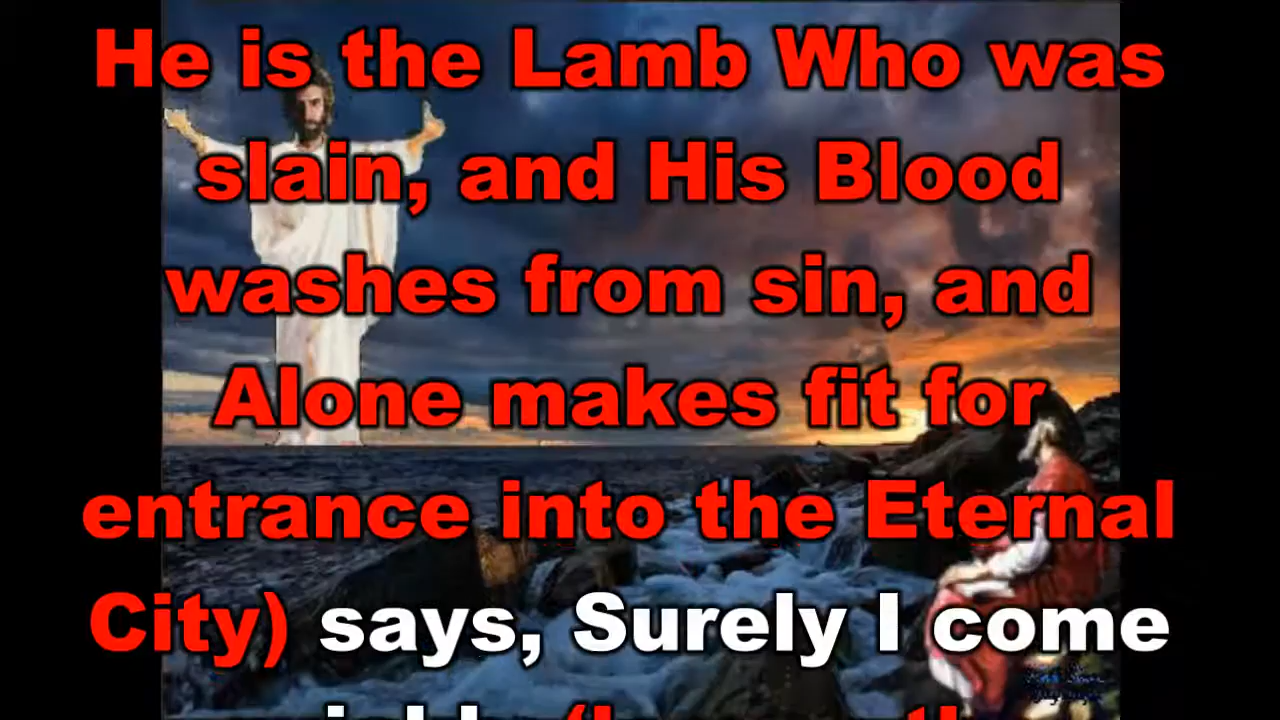 He is the Lamb Who was
slain, and His Blood
washes from sin, and
Alone makes fit for
entrance into the Eternal
City) says, Surely I come